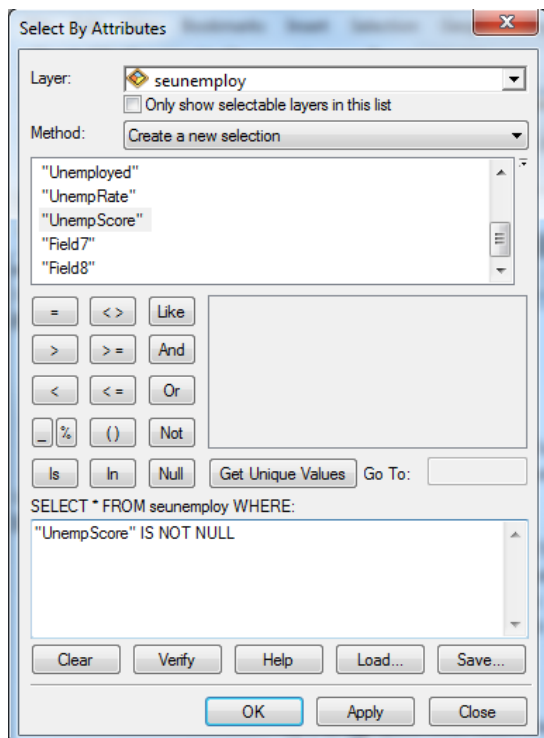 Select By Attributes
Layer: seunemploy
Only show selectable layers in this list
Method: Create a new selection
"Unemployed"
"UnempRate"
"UnempScore"
"Field7"
"Field8"
= < > Like
> > = And
< < = Or
_ % ( ) Not
Is In Null Get Unique Values Go To:
SELECT * FROM seunemploy WHERE:
"UnempScore" IS NOT NULL
Clear Verify Help Load... Save...
OK Apply Close